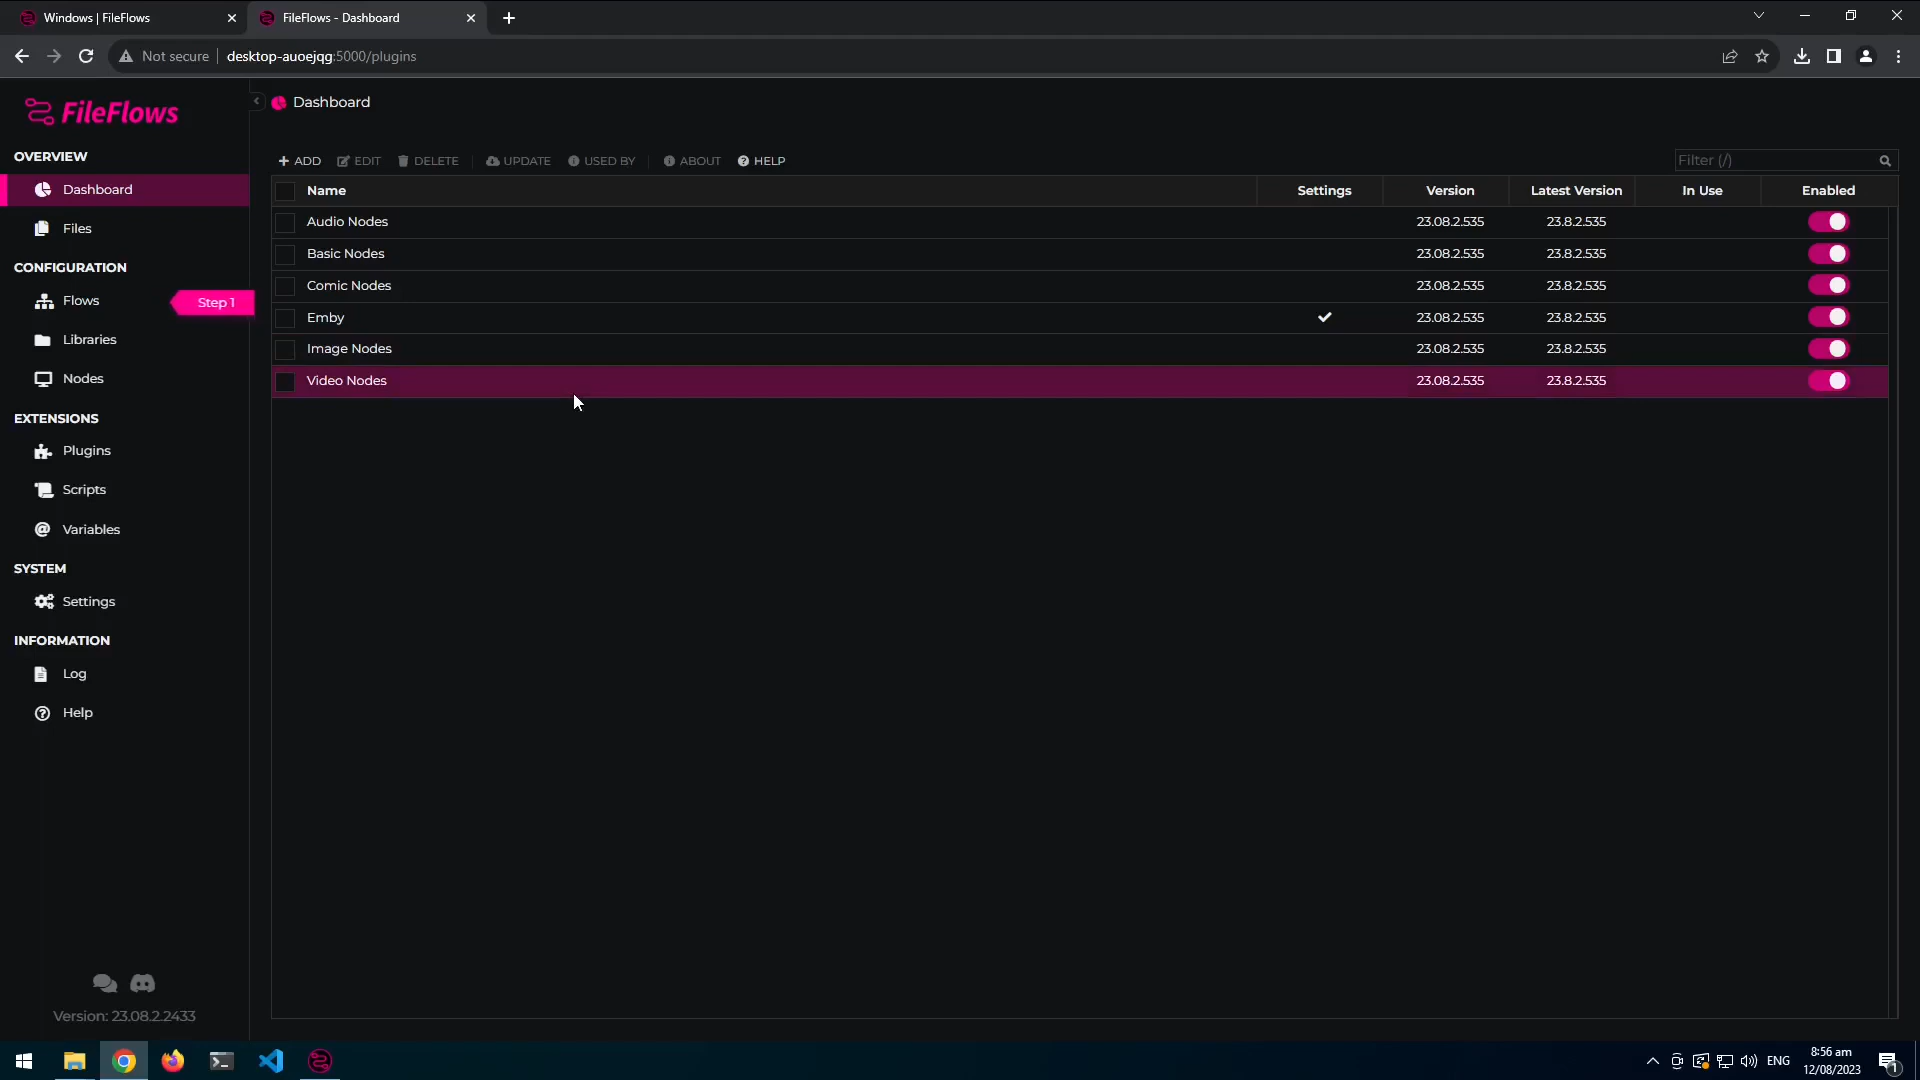 Windows | FileFlows
FileFlows - Dashboard
Not secure
desktop-auoejqg:5000/plugins
FileFlows
OVERVIEW
Dashboard
Files
CONFIGURATION
Flows
Step 1
Libraries
Nodes
EXTENSIONS
Plugins
Scripts
Variables
SYSTEM
Settings
INFORMATION
Log
Help
Version: 23.08.2.2433
Dashboard
ADD EDIT DELETE UPDATE USED BY ABOUT HELP
Filter (/)
Name Settings Version Latest Version In Use Enabled
Audio Nodes 23.08.2.535 23.8.2.535
Basic Nodes 23.08.2.535 23.8.2.535
Comic Nodes 23.08.2.535 23.8.2.535
Emby 23.08.2.535 23.8.2.535
Image Nodes 23.08.2.535 23.8.2.535
Video Nodes 23.08.2.535 23.8.2.535
ENG
8:56 am
12/08/2023
1